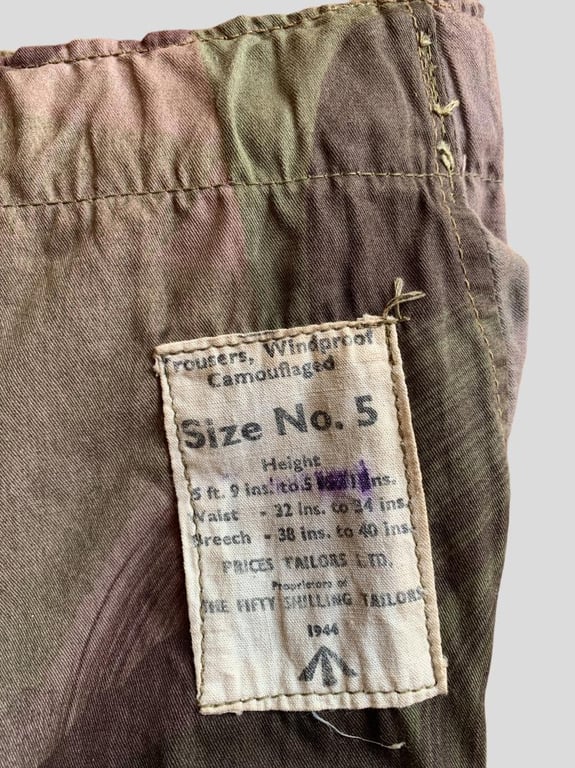 Trousers, Windproof
Camouflaged
Size No. 5
Height
5 ft. 9 ins. to 5 ins.
Waist - 32 ins. to 34 ins.
Breech - 38 ins. to 40 ins.
PRICES TAILORS LTD.
Proprietors of
THE FIFTY SHILLING TAILORS
1944